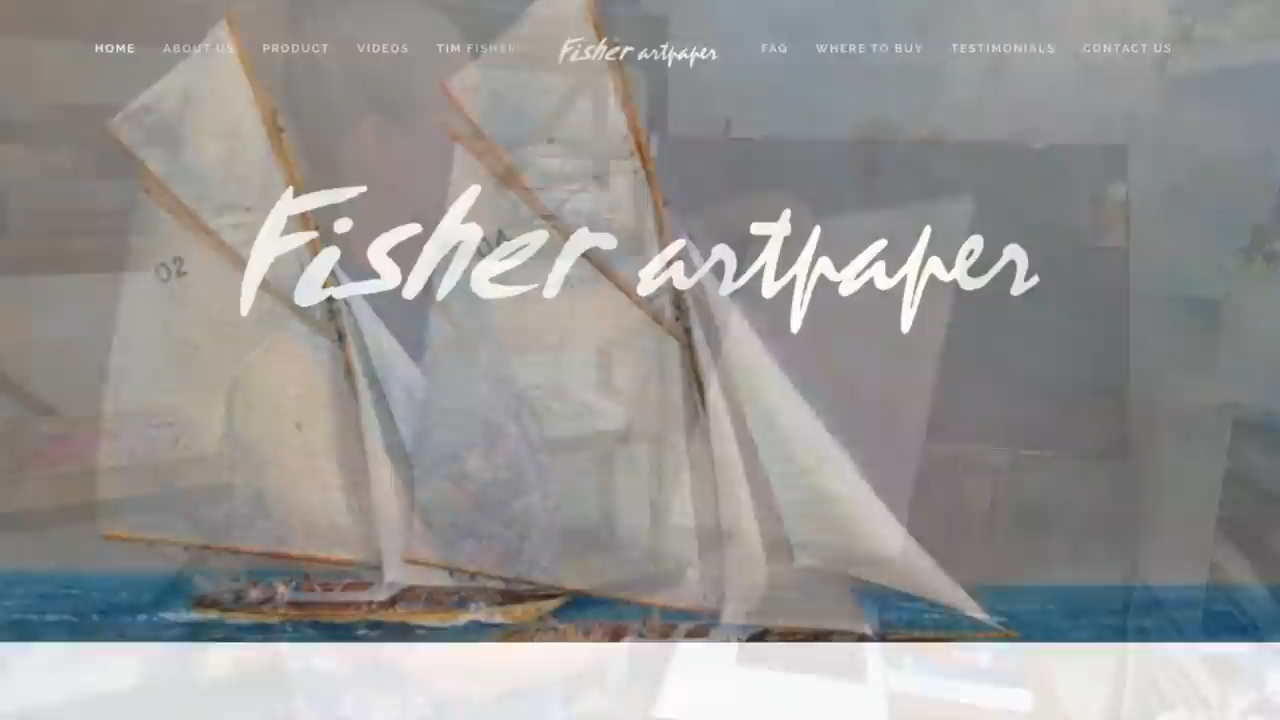 HOME ABOUT US PRODUCT VIDEOS TIM FISHER Fisher artpaper FAQ WHERE TO BUY TESTIMONIALS CONTACT US
Fisher artpaper
02